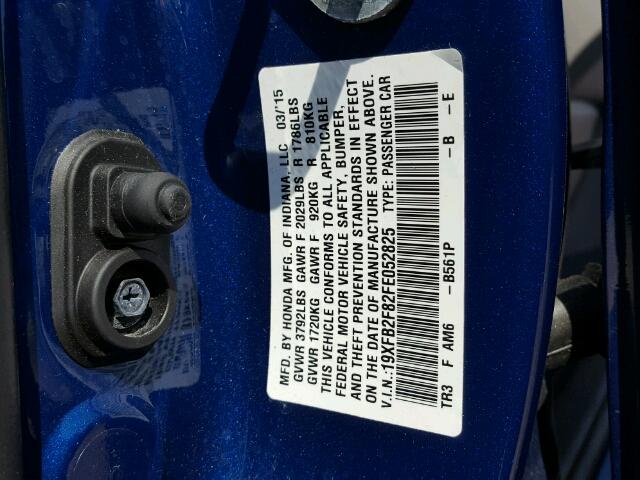 MFD. BY HONDA MFG. OF INDIANA, LLC 03/'15
GVWR 3792LBS GAWR F 2029LBS R 1786LBS
GVWR 1720KG GAWR F 920KG R 810KG
THIS VEHICLE CONFORMS TO ALL APPLICABLE
FEDERAL MOTOR VEHICLE SAFETY, BUMPER,
AND THEFT PREVENTION STANDARDS IN EFFECT
ON THE DATE OF MANUFACTURE SHOWN ABOVE.
V.I.N.:19XFB2F82FE052825 TYPE: PASSENGER CAR
TR3 F AM6 -B561P -B -E